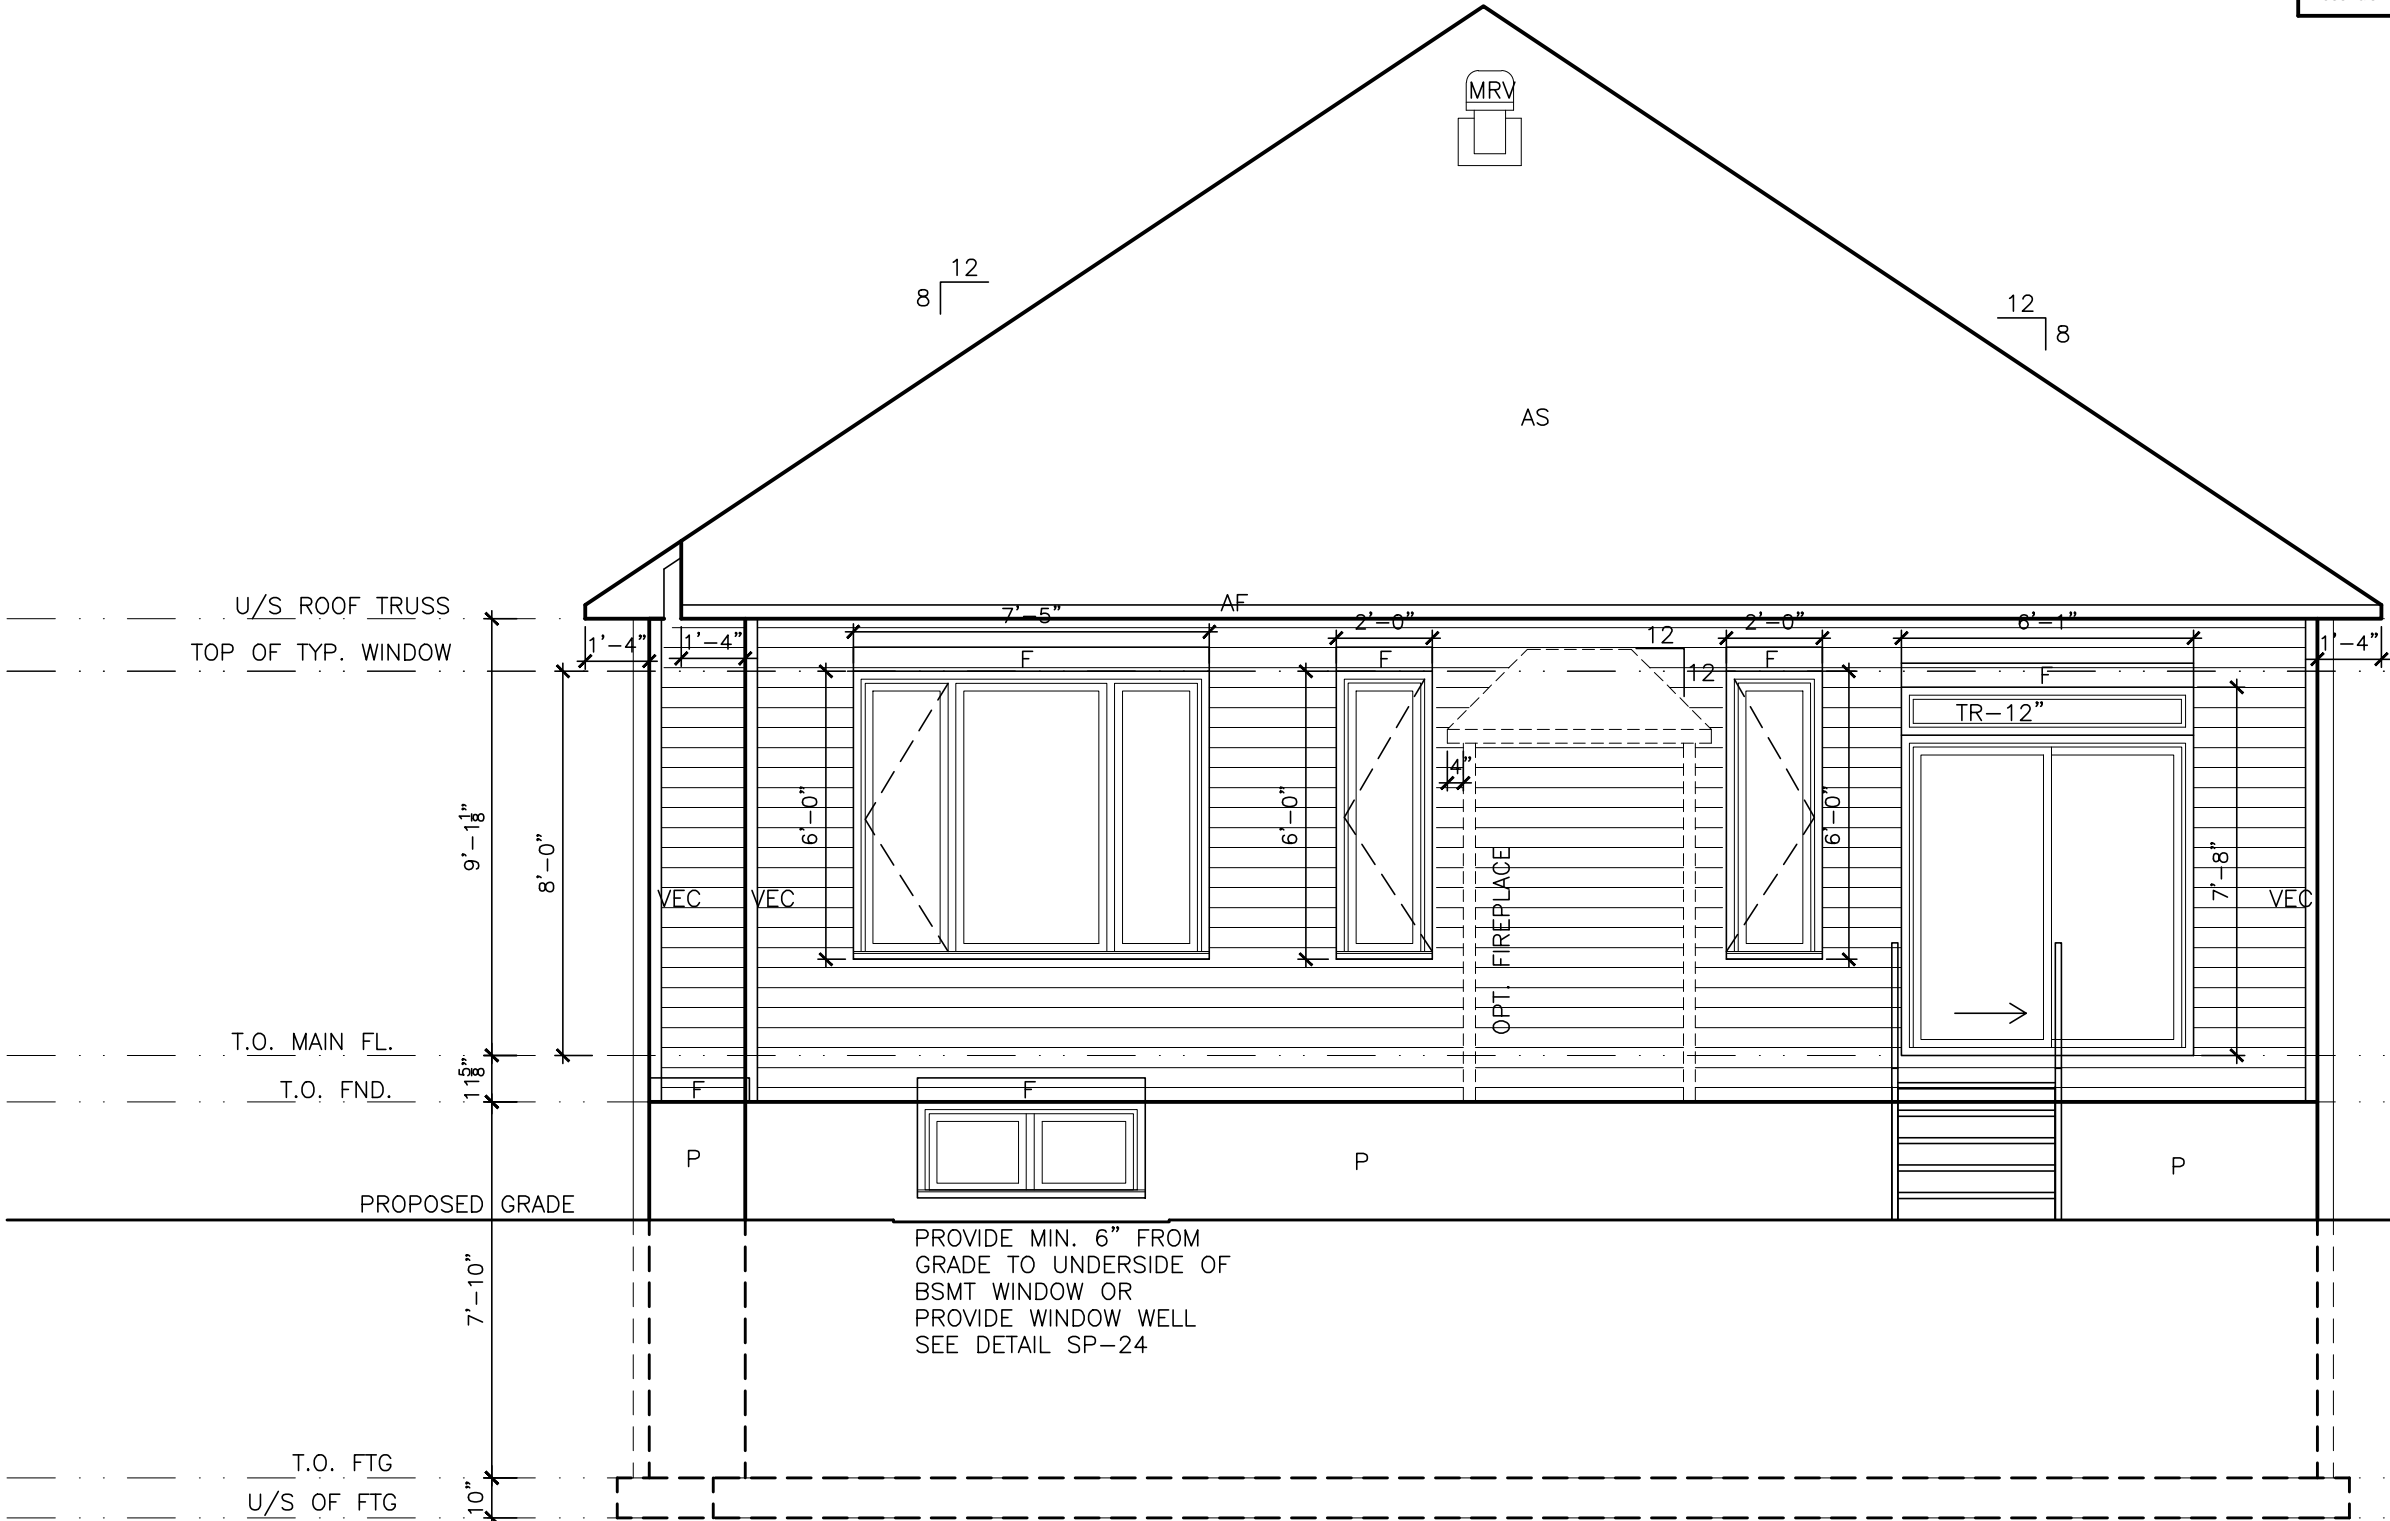 MRV
12
8
12
8
AS
U/S ROOF TRUSS
AF
7'-5"
2'-0"
2'-0"
6'-1"
TOP OF TYP. WINDOW
1'-4"
1'-4"
F
F
12
12
F
F
1'-4"
TR-12"
4"
9'-1 1/8"
8'-0"
6'-0"
6'-0"
6'-0"
7'-8"
VEC
VEC
OPT. FIREPLACE
VEC
T.O. MAIN FL.
11 5/8"
T.O. FND.
F
F
P
P
P
PROPOSED GRADE
PROVIDE MIN. 6" FROM
GRADE TO UNDERSIDE OF
BSMT WINDOW OR
PROVIDE WINDOW WELL
SEE DETAIL SP-24
7'-10"
T.O. FTG
U/S OF FTG
10"